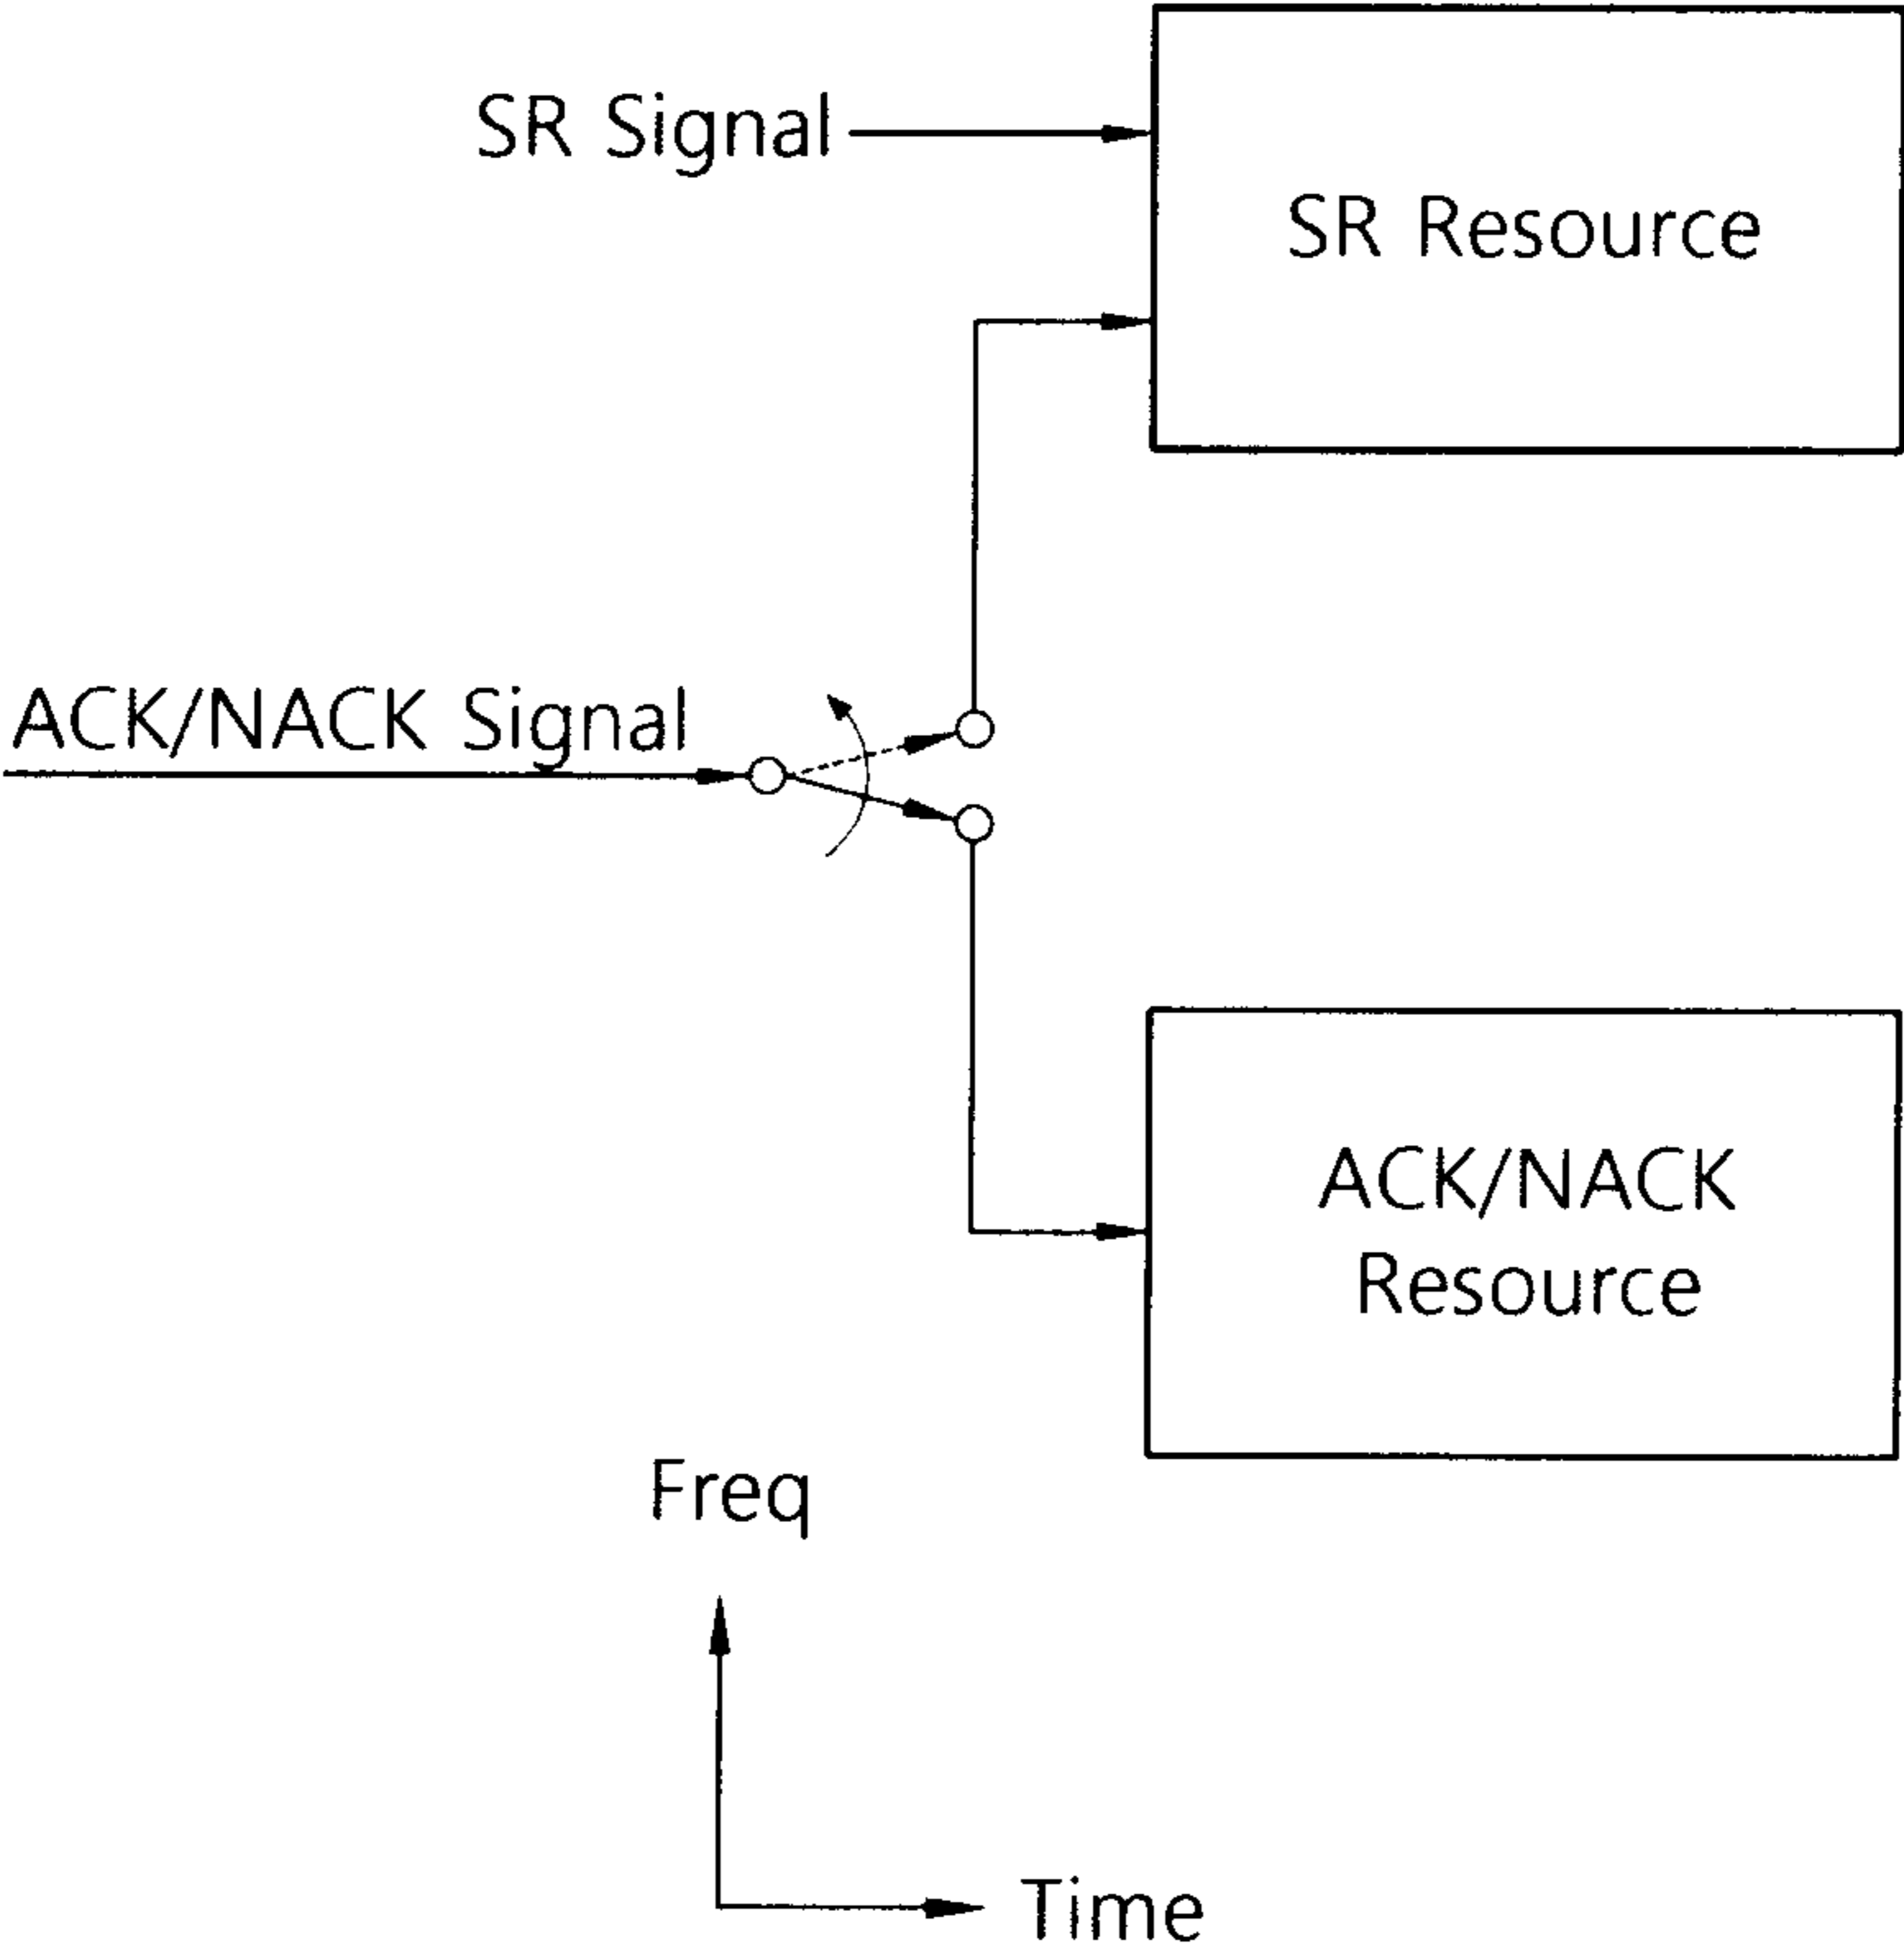 SR Signal
SR Resource
ACK/NACK Signal
ACK/NACK
Resource
Freq
Time